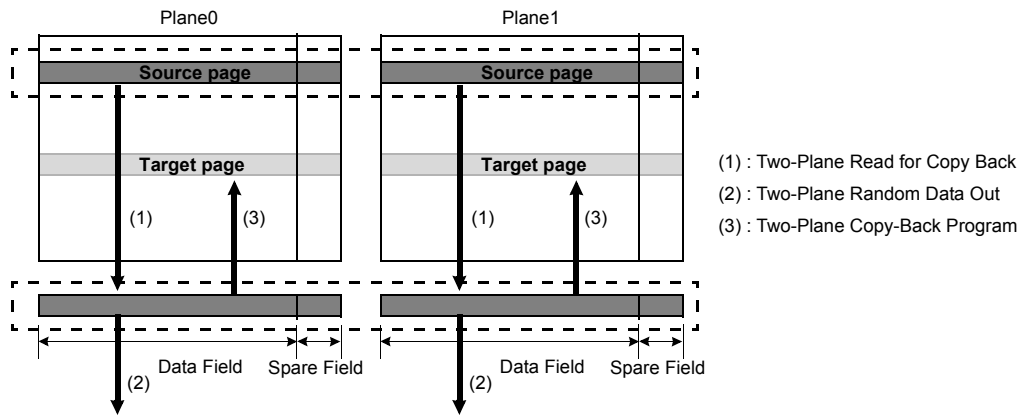 Plane0
Plane1
Source page
Source page
Target page
Target page
(1) : Two-Plane Read for Copy Back
(2) : Two-Plane Random Data Out
(3) : Two-Plane Copy-Back Program
(1)
(3)
(1)
(3)
Data Field
Spare Field
Data Field
Spare Field
(2)
(2)